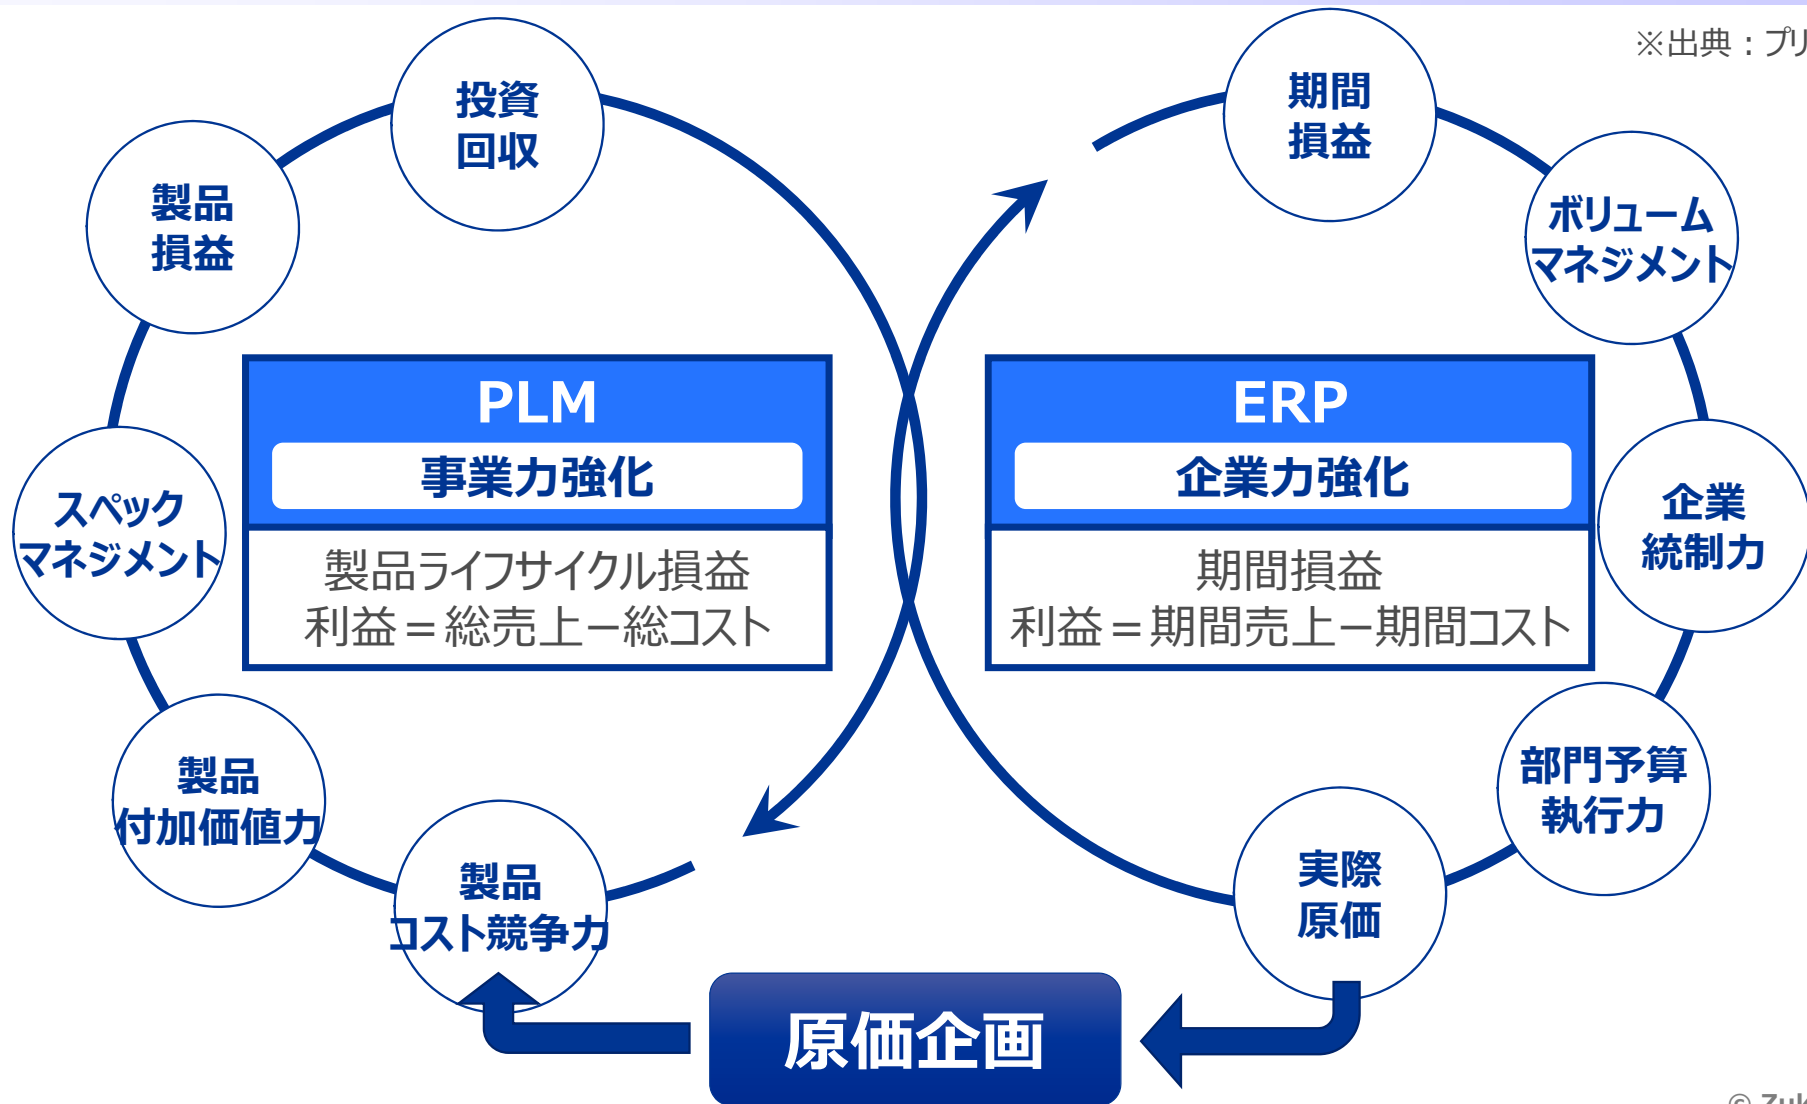 ※出典：プリ
投資
回収
製品
損益
スペック
マネジメント
製品
付加価値力
製品
コスト競争力
PLM
事業力強化
製品ライフサイクル損益
利益＝総売上－総コスト
期間
損益
ボリューム
マネジメント
企業
統制力
部門予算
執行力
実際
原価
ERP
企業力強化
期間損益
利益＝期間売上－期間コスト
原価企画
© Zuk